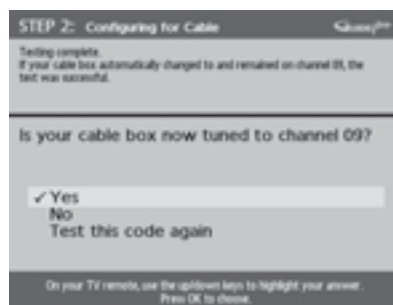 STEP 2: Configuring for Cable
Testing complete.
If your cable box automatically changed to and remained on channel 09, the
test was successful.
Is your cable box now tuned to channel 09?
✓ Yes
No
Test this code again
On your TV remote, use the up/down keys to highlight your answer.
Press OK to choose.